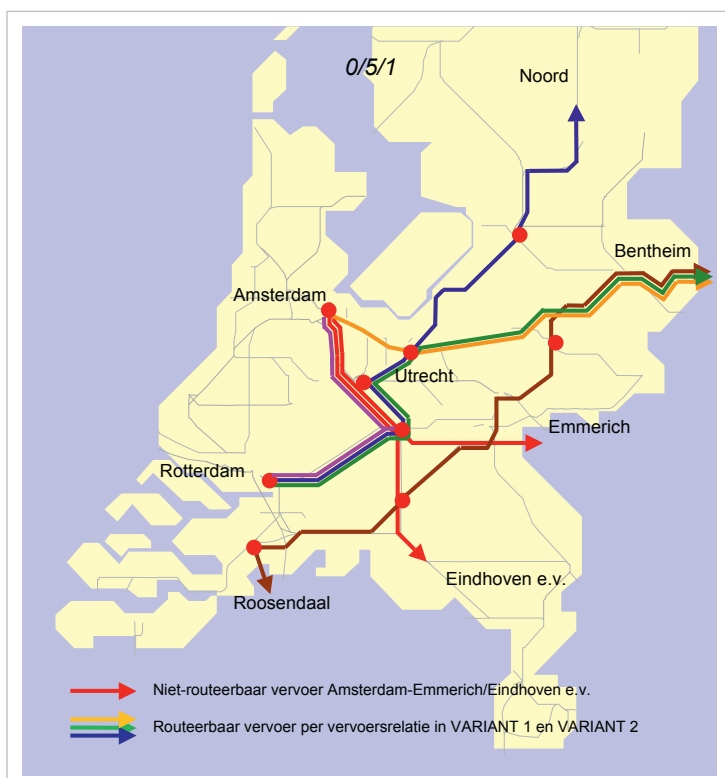 0/5/1
Noord
Bentheim
Amsterdam
Utrecht
Emmerich
Rotterdam
Eindhoven e.v.
Roosendaal
Niet-routeerbaar vervoer Amsterdam-Emmerich/Eindhoven e.v.
Routeerbaar vervoer per vervoersrelatie in VARIANT 1 en VARIANT 2